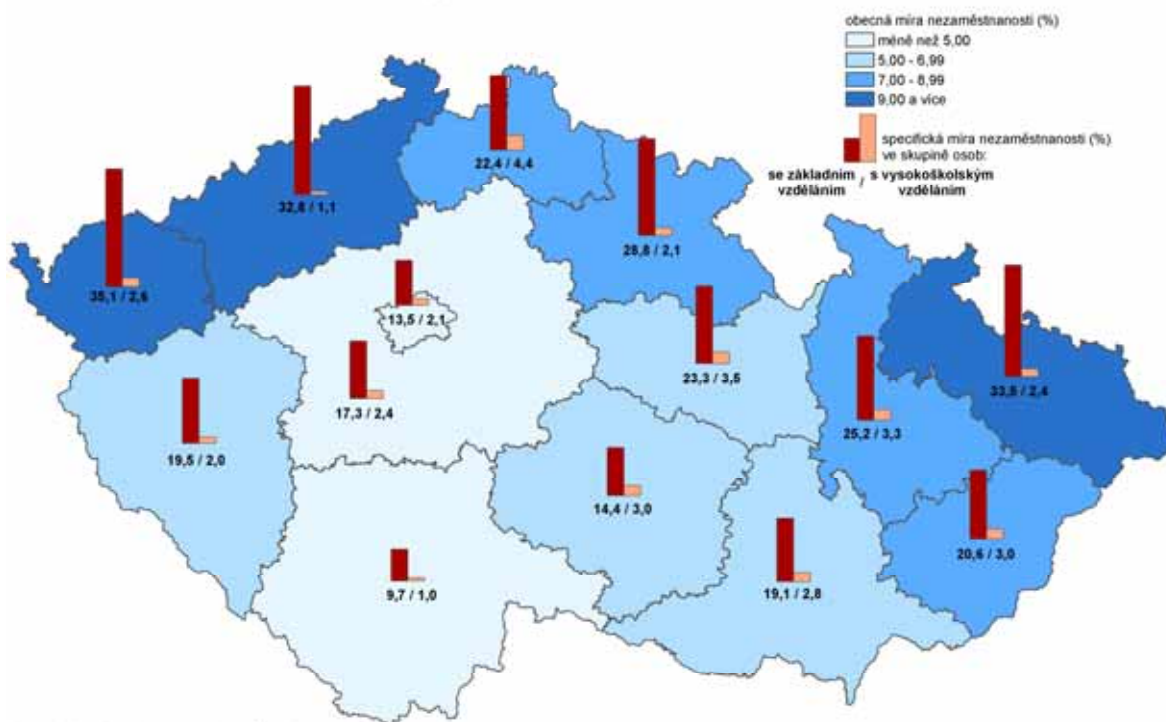 obecná míra nezaměstnanosti (%)
méně než 5,00
5,00 - 6,99
7,00 - 8,99
9,00 a více
specifická míra nezaměstnanosti (%)
ve skupině osob:
se základním vzděláním / s vysokoškolským vzděláním
22,4 / 4,4
32,8 / 1,1
28,8 / 2,1
35,1 / 2,6
13,5 / 2,1
23,3 / 3,5
33,5 / 2,4
17,3 / 2,4
25,2 / 3,3
19,5 / 2,0
14,4 / 3,0
20,6 / 3,0
9,7 / 1,0
19,1 / 2,8